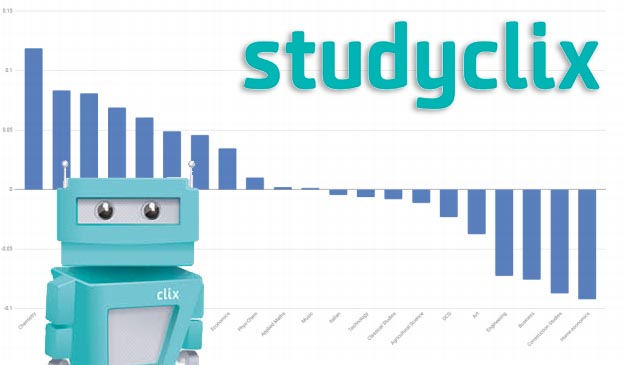 studyclix
0.15
0.1
0.05
0
-0.05
-0.1
Chemistry
Economics
Phys-Chem
Applied Maths
Music
Italian
Technology
Classical Studies
Agricultural Science
DCG
Art
Engineering
Business
Construction Studies
Home economics
clix